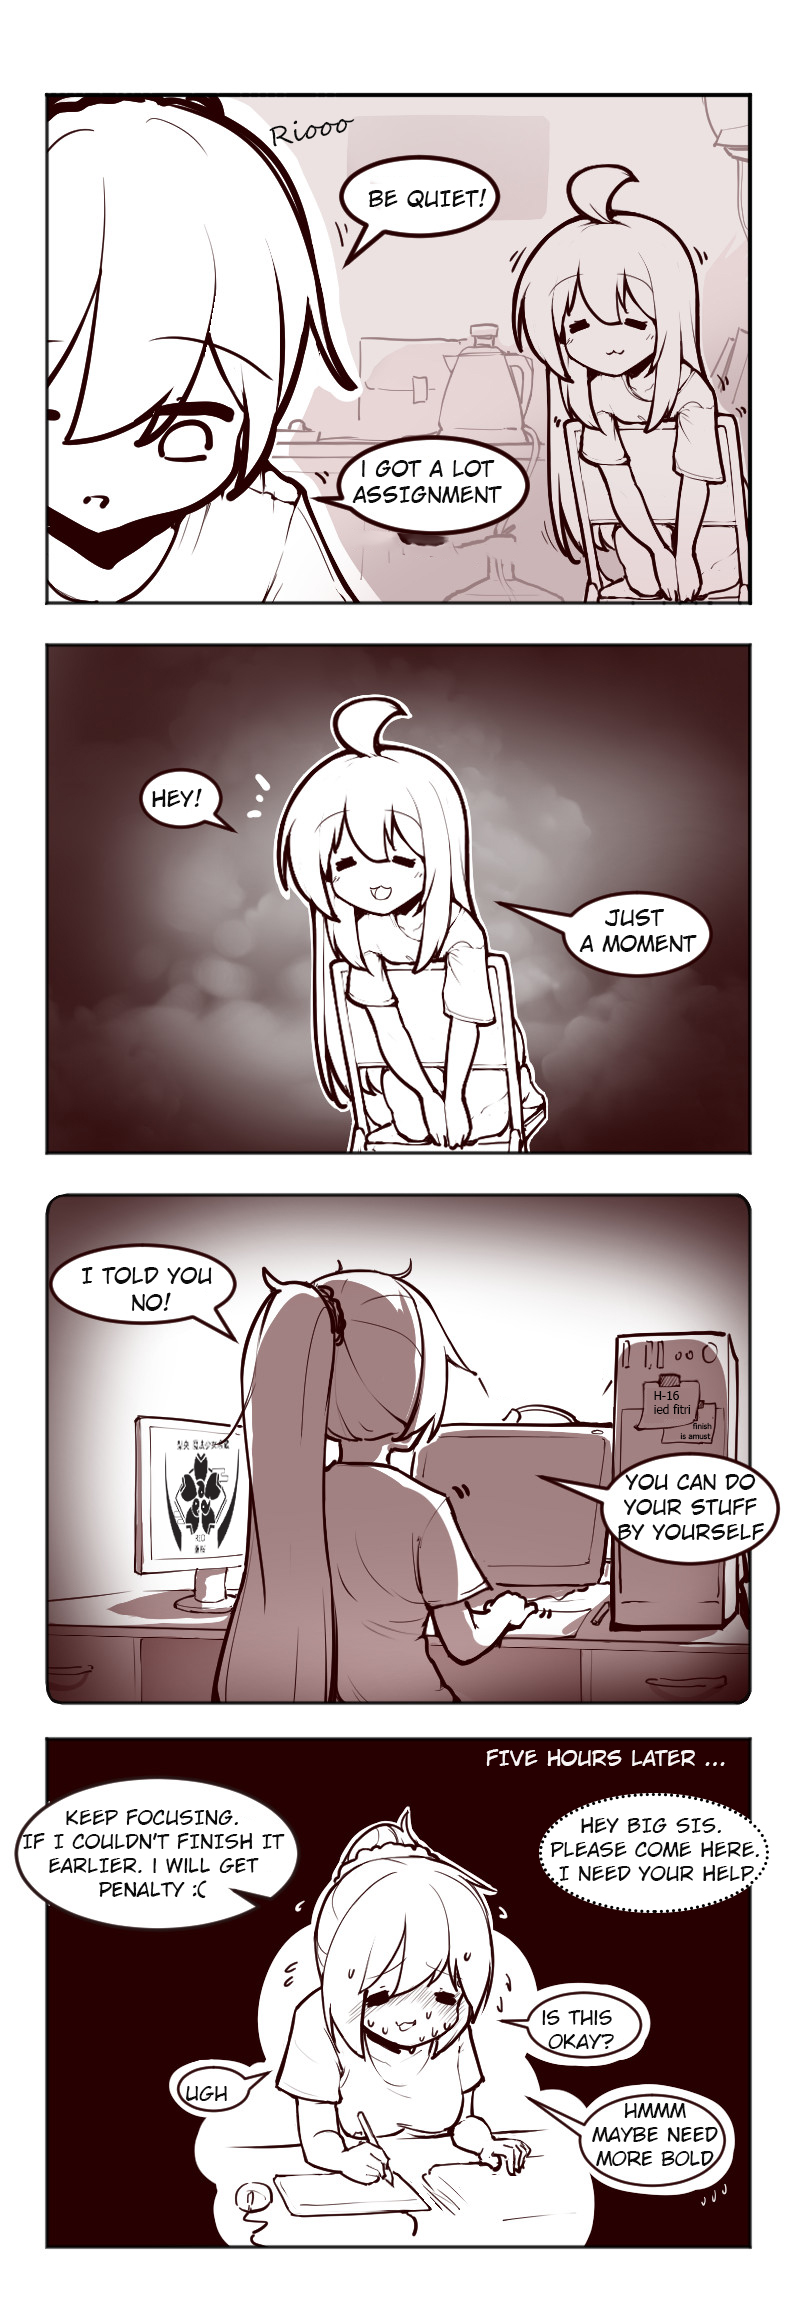 Riooo
BE QUIET!
I GOT A LOT
ASSIGNMENT
HEY!
JUST
A MOMENT
I TOLD YOU
NO!
H-16
ied fitri
finish
is amust
RIO
YOU CAN DO
YOUR STUFF
BY YOURSELF
FIVE HOURS LATER ...
KEEP FOCUSING.
IF I COULDN'T FINISH IT
EARLIER. I WILL GET
PENALTY :(
HEY BIG SIS.
PLEASE COME HERE.
I NEED YOUR HELP
IS THIS
OKAY?
UGH
HMMM
MAYBE NEED
MORE BOLD